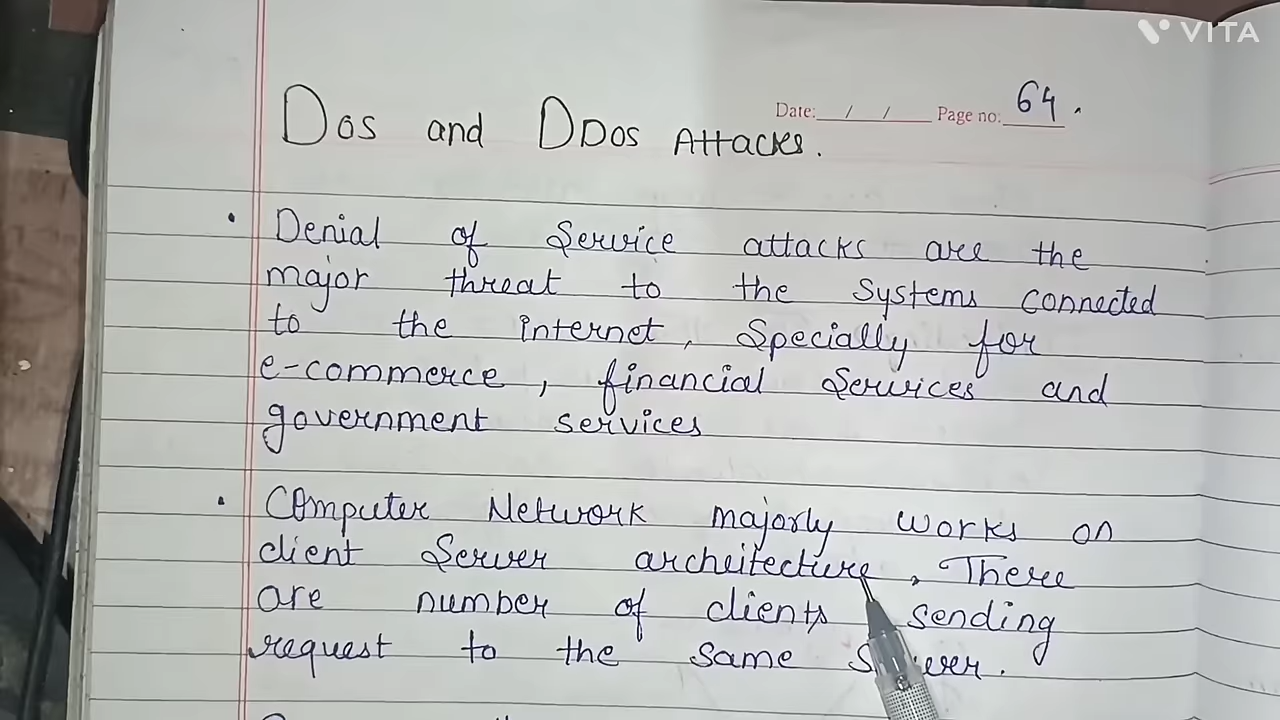 VITA
Date: / / Page no: 64.
Dos and DDos Attacks.
• Denial of Service attacks are the
major threat to the systems connected
to the internet, specially for
e-commerce, financial services and
government services
• Computer Network majorly works on
client server archeitecture, There
are number of clients sending
request to the same server.